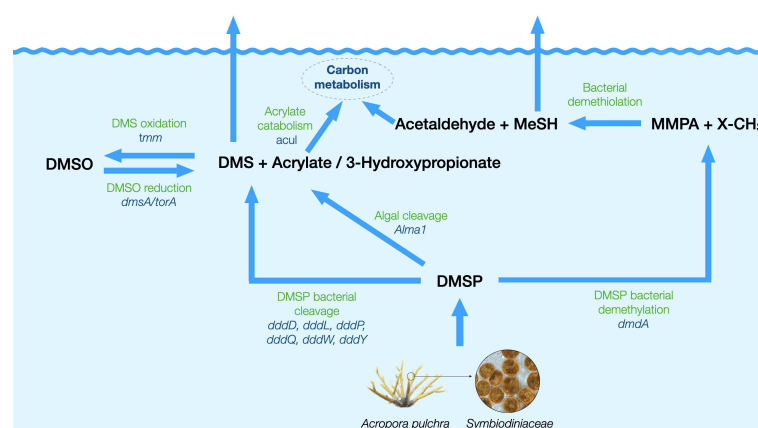 Carbon
metabolism
Bacterial
demethiolation
Acrylate
catabolism
acuI
Acetaldehyde + MeSH
MMPA + X-CH
DMS oxidation
tmm
DMSO
DMS + Acrylate / 3-Hydroxypropionate
DMSO reduction
dmsA/torA
Algal cleavage
Alma1
DMSP
DMSP bacterial
cleavage
dddD, dddL, dddP,
dddQ, dddW, dddY
DMSP bacterial
demethylation
dmdA
Acropora pulchra
Symbiodiniaceae